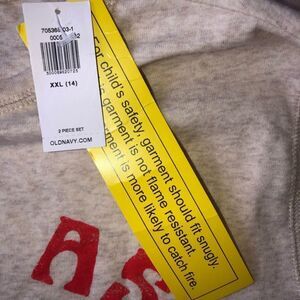 XXL (14)
2 PIECE SET
OLDNAVY.COM
For child's safety, garment should fit snugly.
garment is not flame resistant.
garment is more likely to catch fire.
AS